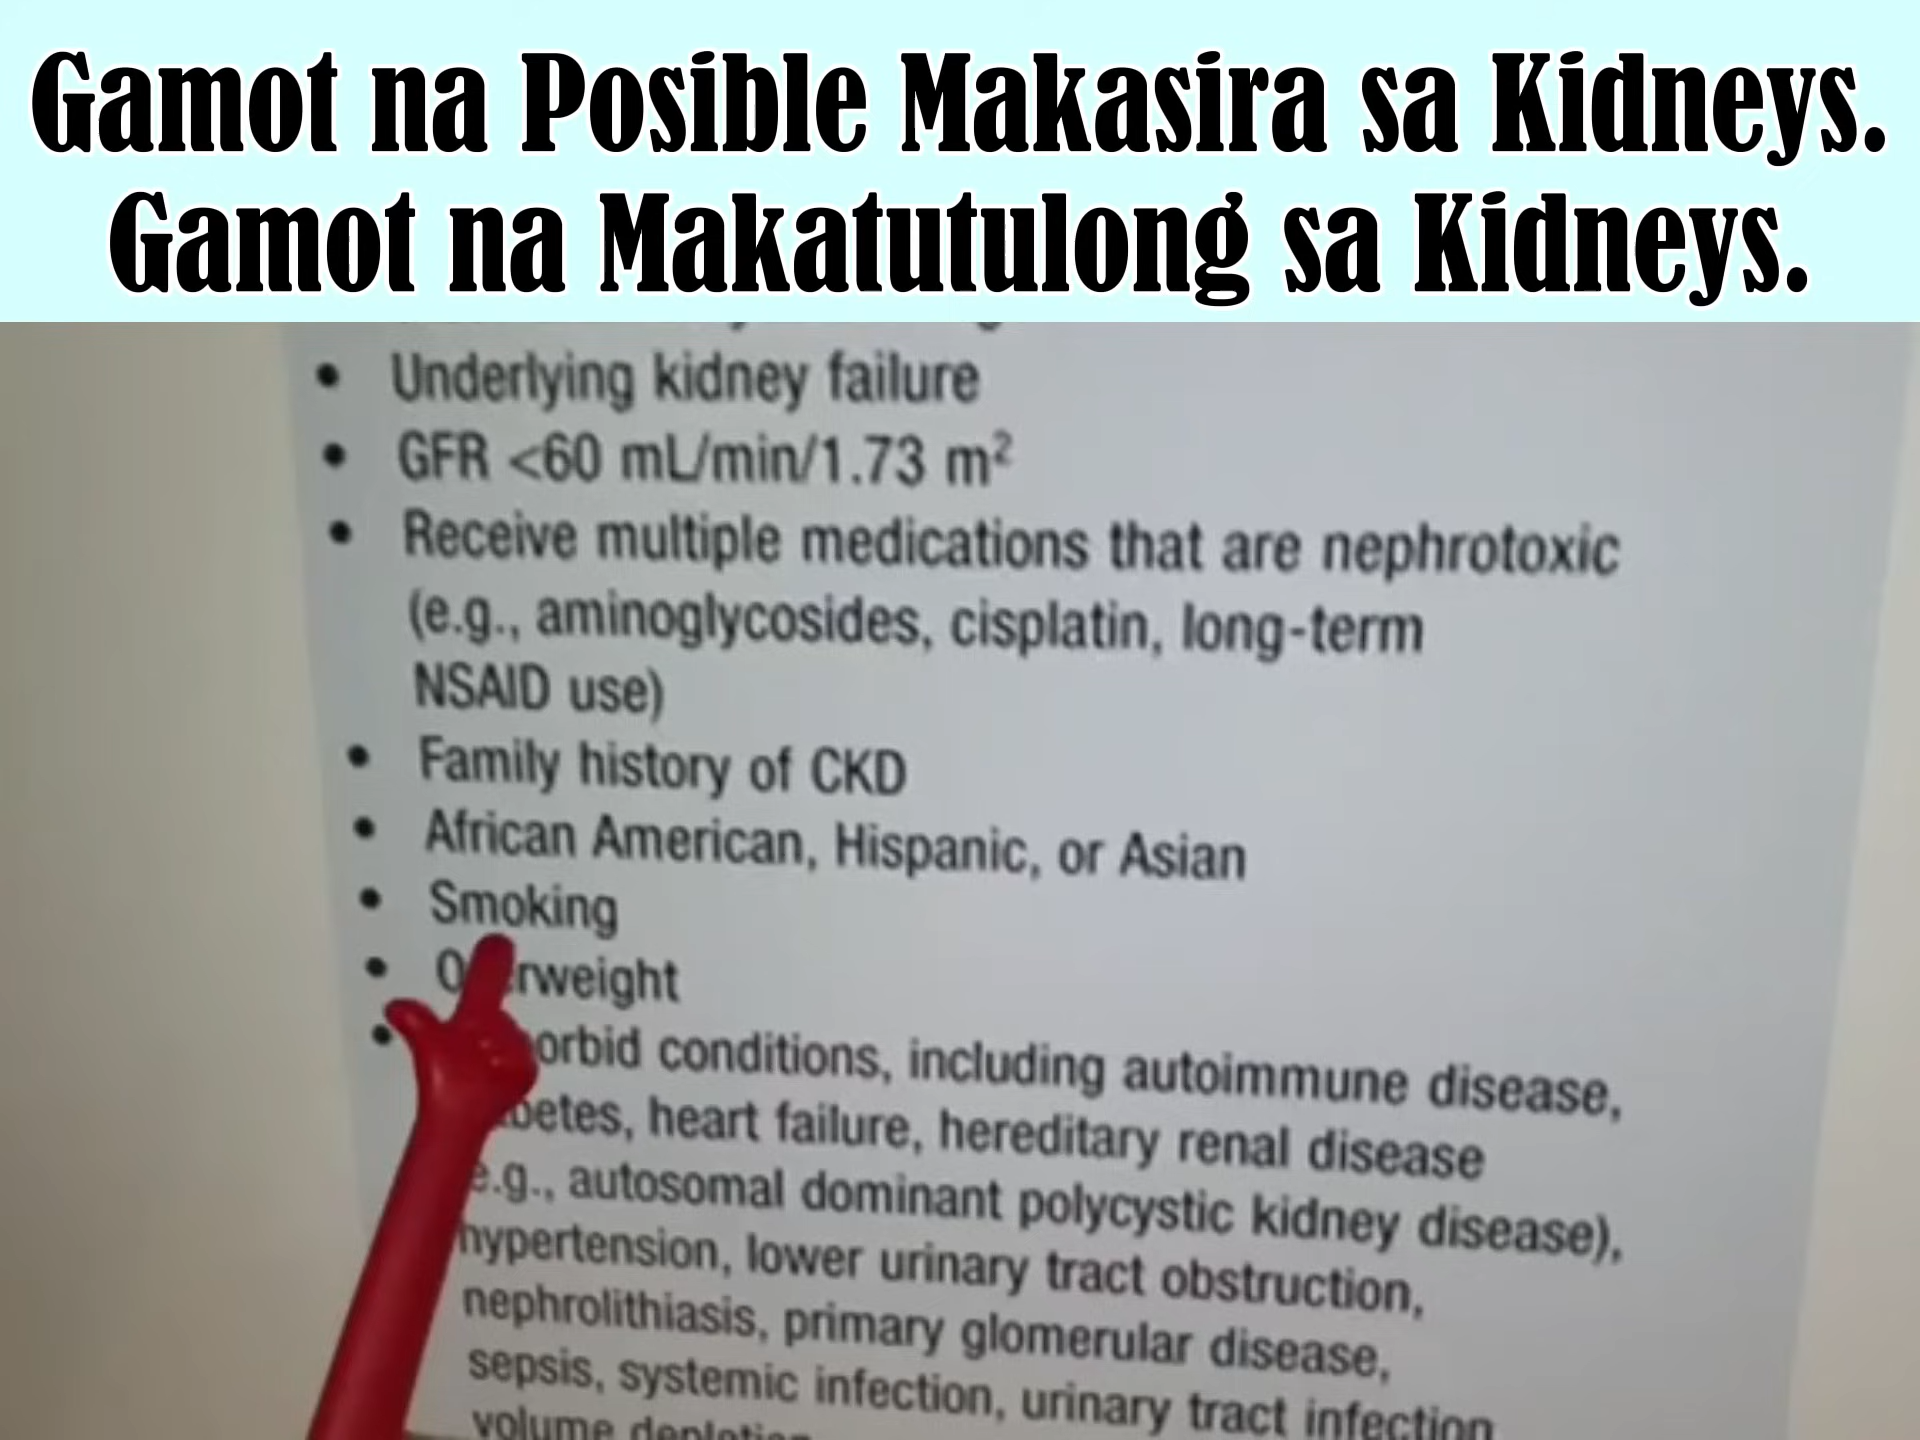 Gamot na Posible Makasira sa Kidneys.
Gamot na Makatutulong sa Kidneys.
• Underlying kidney failure
• GFR <60 mL/min/1.73 m²
• Receive multiple medications that are nephrotoxic
(e.g., aminoglycosides, cisplatin, long-term
NSAID use)
• Family history of CKD
• African American, Hispanic, or Asian
• Smoking
•
• conditions, including autoimmune disease,
heart failure, hereditary renal disease
e.g., autosomal dominant polycystic kidney disease),
hypertension, lower urinary tract obstruction,
nephrolithiasis, primary glomerular disease,
sepsis, systemic infection, urinary tract infection
volume